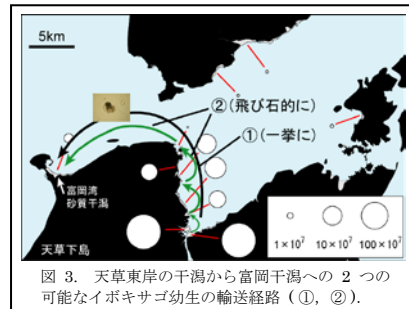 5km
②(飛び石的に)
①(一挙に)
富岡湾
砂質干潟
天草下島
1×10⁷ 10×10⁷ 100×10⁷
図 3. 天草東岸の干潟から富岡干潟への 2 つの
可能なイボキサゴ幼生の輸送経路 (①, ②).